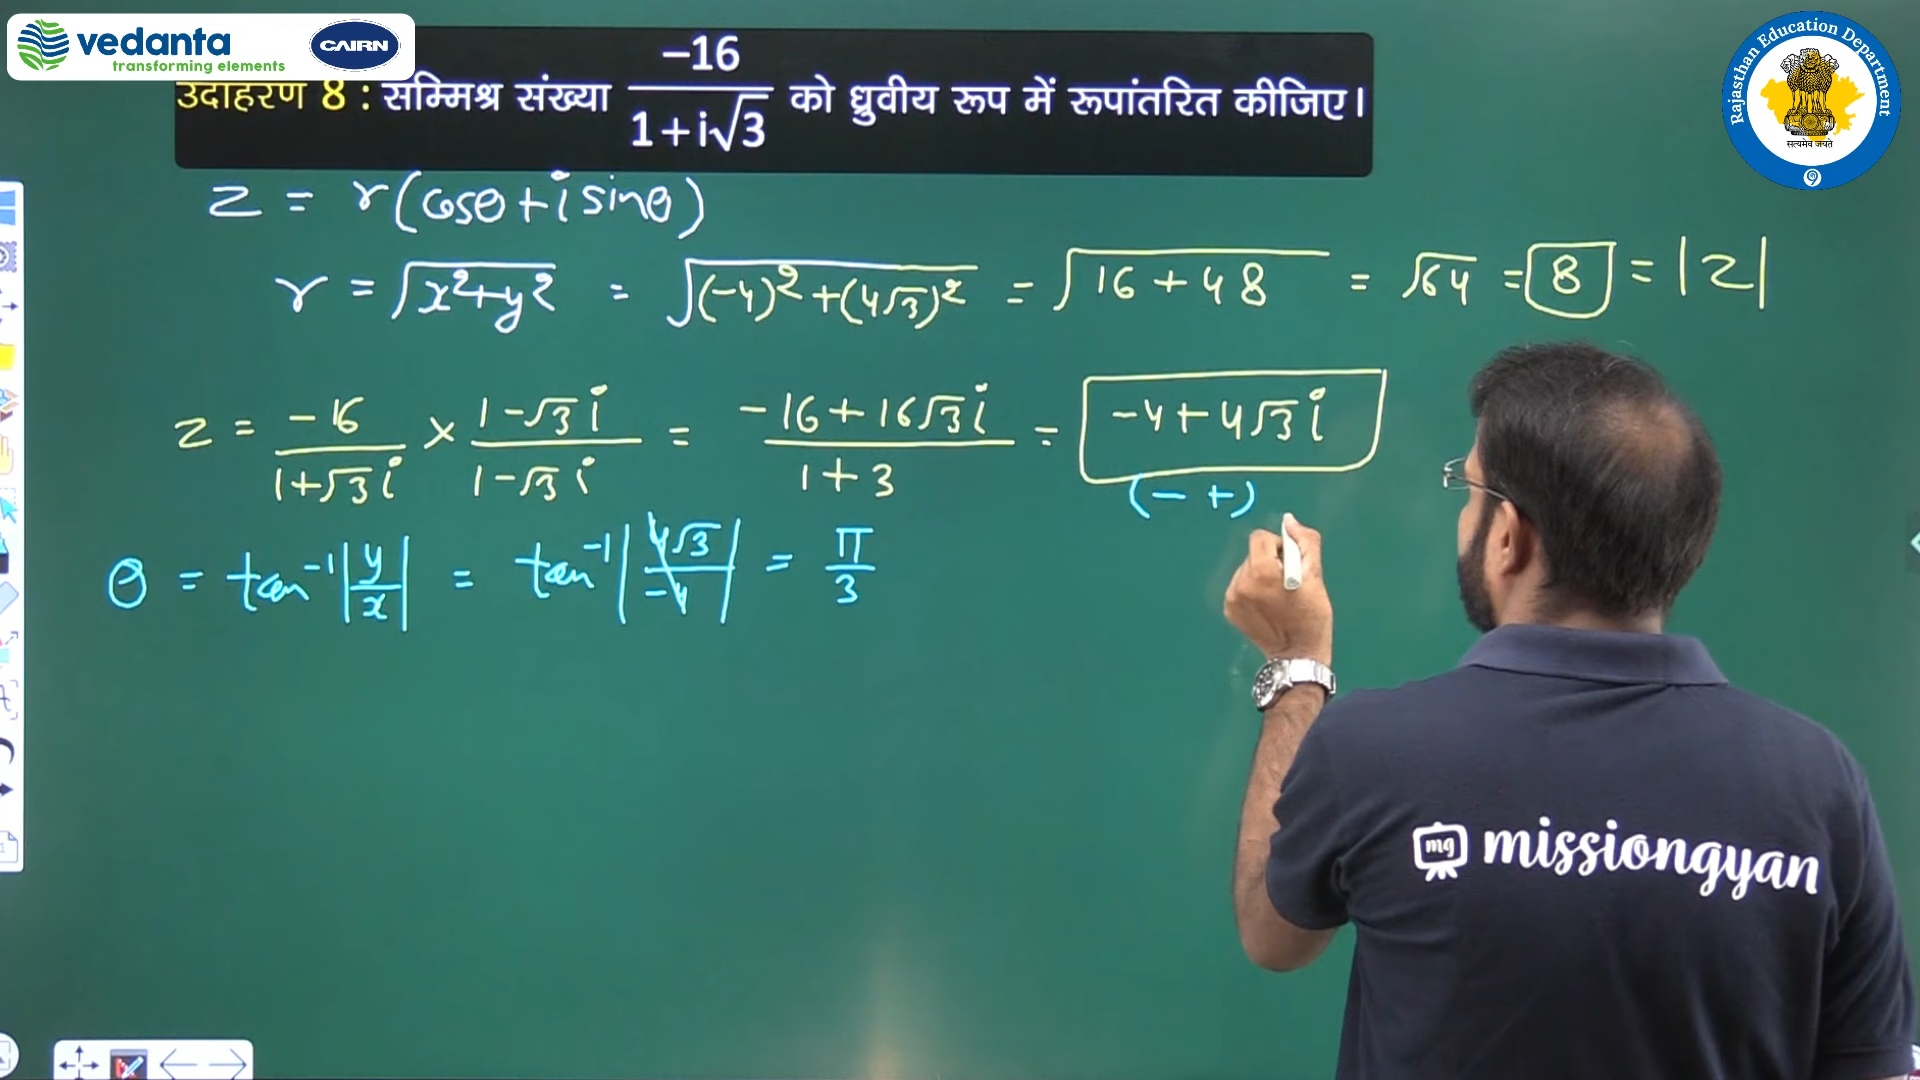 vedanta
transforming elements
CAIRN
उदाहरण 8 : सम्मिश्र संख्या −16/(1+i√3) को ध्रुवीय रूप में रूपांतरित कीजिए।
Rajasthan Education Department
सत्यमेव जयते
z = r(cosθ+i sinθ)
r = √(x²+y²) = √((-4)²+(4√3)²) = √(16+48) = √64 = 8 = |z|
z = -16/(1+√3i) × (1-√3i)/(1-√3i) = (-16+16√3i)/(1+3) = -4+4√3i
(- +)
θ = tan⁻¹|y/x| = tan⁻¹|4√3/-4| = π/3
mg missiongyan